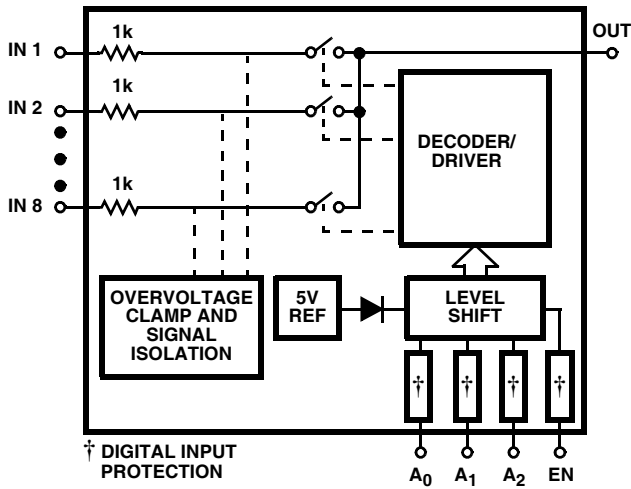 1k
OUT
IN 1
1k
IN 2
DECODER/
DRIVER
1k
IN 8
OVERVOLTAGE
CLAMP AND
SIGNAL
ISOLATION
5V
REF
LEVEL
SHIFT
† † † †
† DIGITAL INPUT
PROTECTION
A0 A1 A2 EN